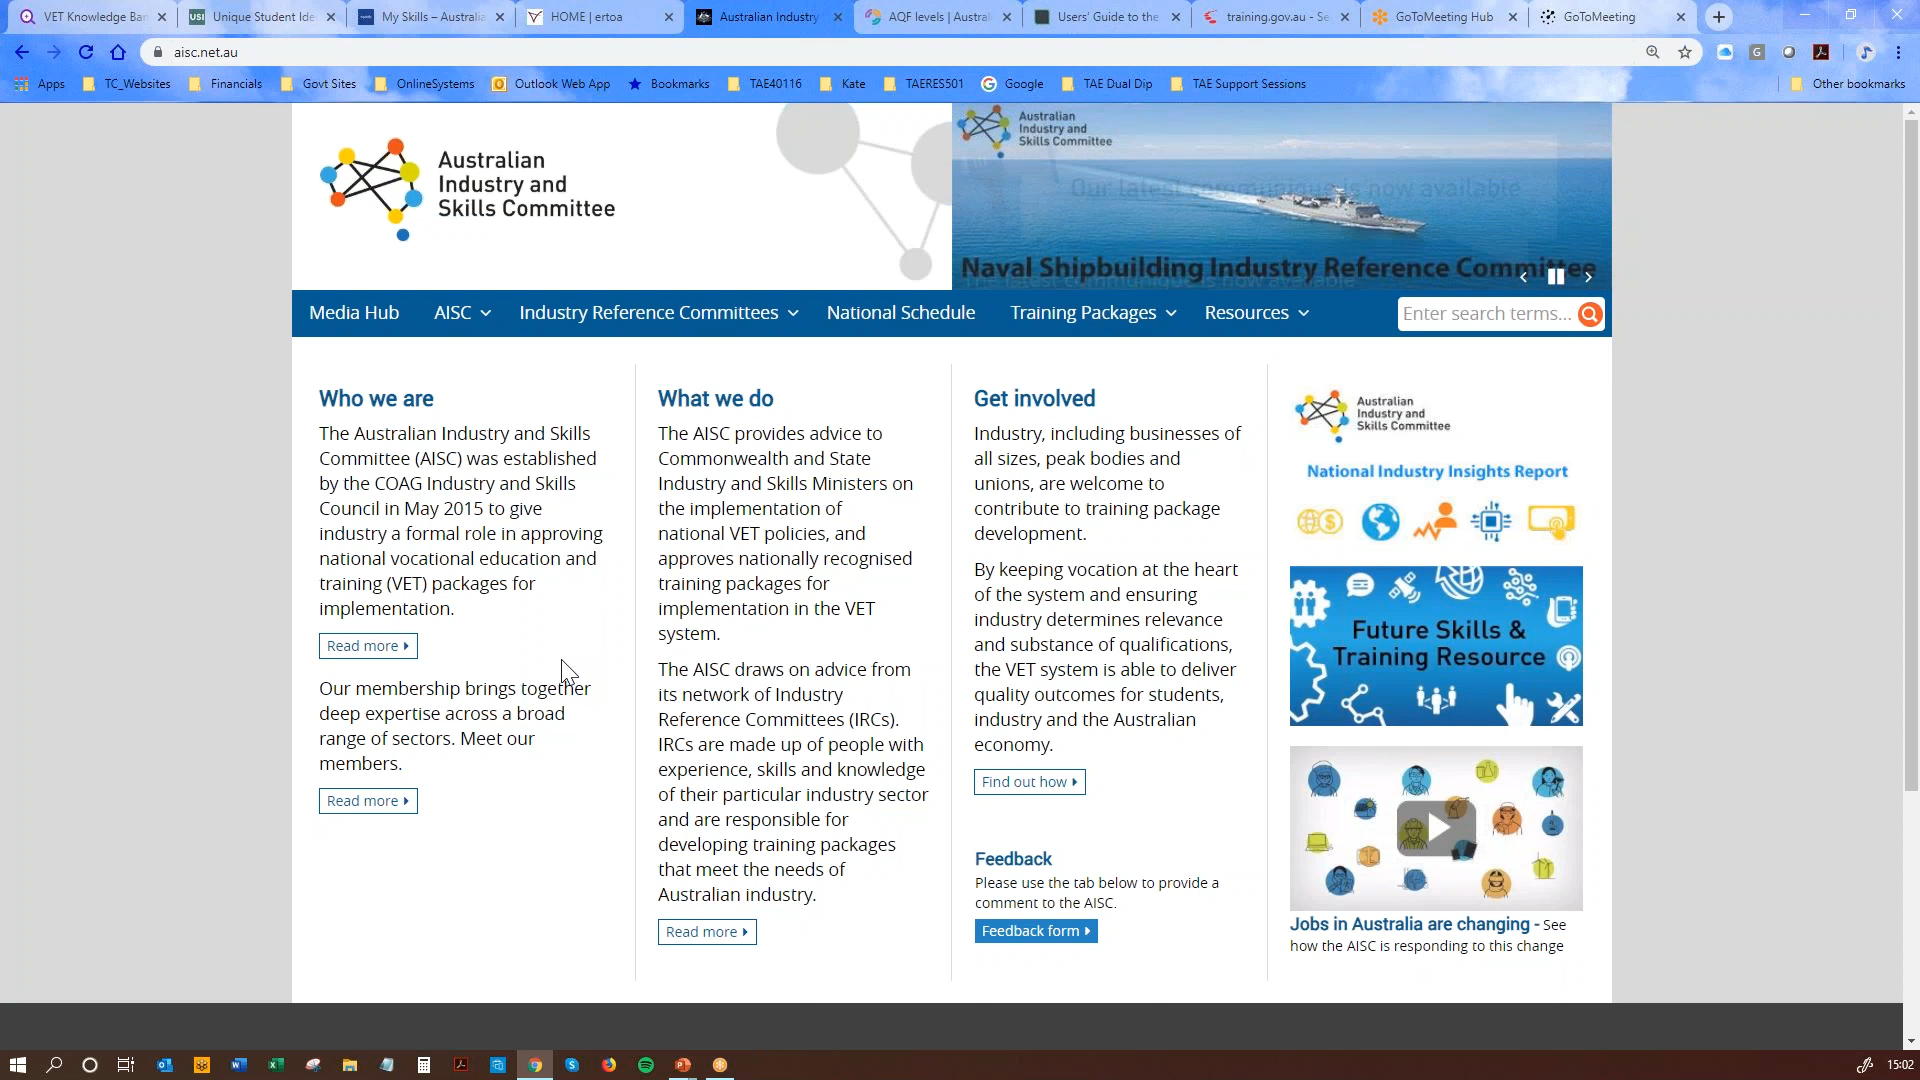 VET Knowledge Ban
Unique Student Ide
My Skills – Australia
HOME | ertoa
Australian Industry
AQF levels | Austral
Users' Guide to the
training.gov.au - Se
GoToMeeting Hub
GoToMeeting
aisc.net.au
Apps
TC_Websites
Financials
Govt Sites
OnlineSystems
Outlook Web App
Bookmarks
TAE40116
Kate
TAERES501
Google
TAE Dual Dip
TAE Support Sessions
Other bookmarks
Australian
Industry and
Skills Committee
Australian
Industry and
Skills Committee
Our latest communique is now available
Naval Shipbuilding Industry Reference Committee
The latest communique is now available
Media Hub
AISC
Industry Reference Committees
National Schedule
Training Packages
Resources
Enter search terms...
Who we are
The Australian Industry and Skills
Committee (AISC) was established
by the COAG Industry and Skills
Council in May 2015 to give
industry a formal role in approving
national vocational education and
training (VET) packages for
implementation.
Read more
Our membership brings together
deep expertise across a broad
range of sectors. Meet our
members.
Read more
What we do
The AISC provides advice to
Commonwealth and State
Industry and Skills Ministers on
the implementation of
national VET policies, and
approves nationally recognised
training packages for
implementation in the VET
system.
The AISC draws on advice from
its network of Industry
Reference Committees (IRCs).
IRCs are made up of people with
experience, skills and knowledge
of their particular industry sector
and are responsible for
developing training packages
that meet the needs of
Australian industry.
Read more
Get involved
Industry, including businesses of
all sizes, peak bodies and
unions, are welcome to
contribute to training package
development.
By keeping vocation at the heart
of the system and ensuring
industry determines relevance
and substance of qualifications,
the VET system is able to deliver
quality outcomes for students,
industry and the Australian
economy.
Find out how
Feedback
Please use the tab below to provide a
comment to the AISC.
Feedback form
Australian
Industry and
Skills Committee
National Industry Insights Report
Future Skills &
Training Resource
Jobs in Australia are changing - See
how the AISC is responding to this change
15:02